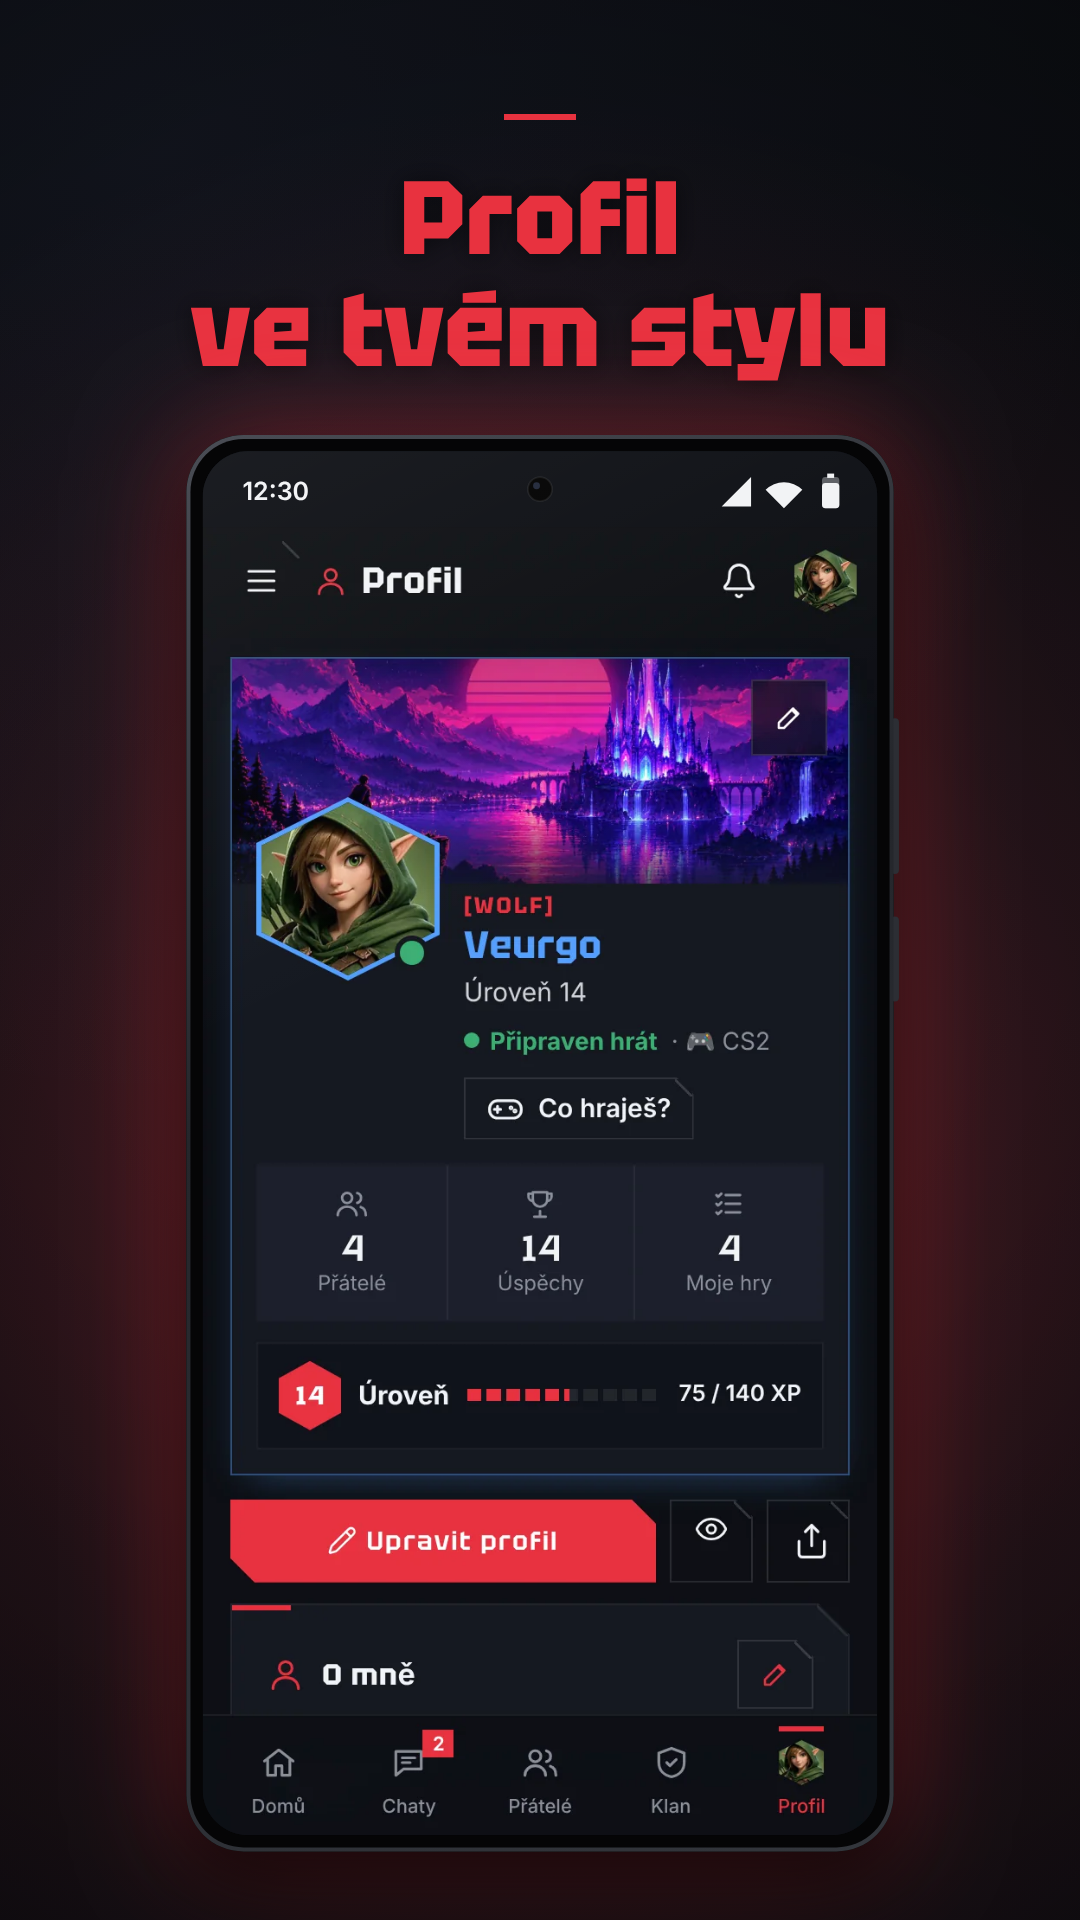 Profil
ve tvém stylu
12:30
Profil
[WOLF]
Veurgo
Úroveň 14
Připraven hrát · 🎮 CS2
Co hraješ?
4 14 4
Přátelé Úspěchy Moje hry
14 Úroveň 75 / 140 XP
Upravit profil
O mně
2
Domů Chaty Přátelé Klan Profil